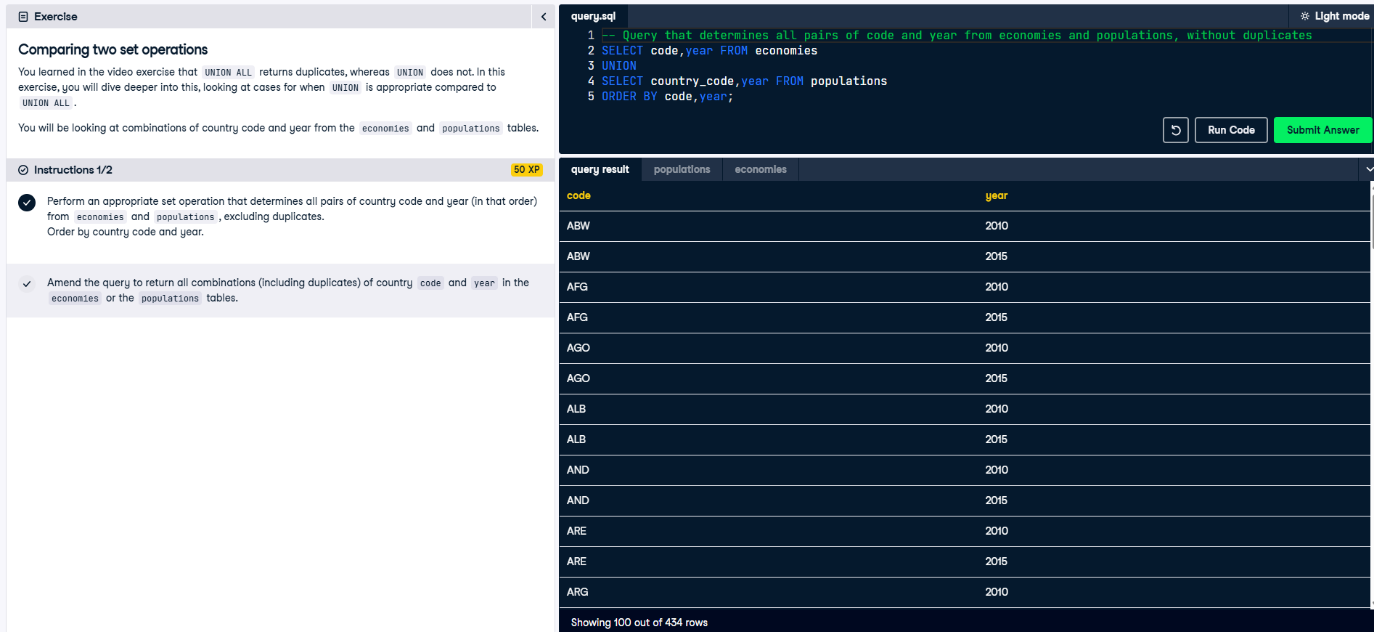 Exercise
Comparing two set operations
You learned in the video exercise that UNION ALL returns duplicates, whereas UNION does not. In this
exercise, you will dive deeper into this, looking at cases for when UNION is appropriate compared to
UNION ALL .
You will be looking at combinations of country code and year from the economies and populations tables.
Instructions 1/2
50 XP
Perform an appropriate set operation that determines all pairs of country code and year (in that order)
from economies and populations , excluding duplicates.
Order by country code and year.
Amend the query to return all combinations (including duplicates) of country code and year in the
economies or the populations tables.
query.sql
Light mode
1 -- Query that determines all pairs of code and year from economies and populations, without duplicates
2 SELECT code,year FROM economies
3 UNION
4 SELECT country_code,year FROM populations
5 ORDER BY code,year;
Run Code
Submit Answer
query result populations economies
code year
ABW 2010
ABW 2015
AFG 2010
AFG 2015
AGO 2010
AGO 2015
ALB 2010
ALB 2015
AND 2010
AND 2015
ARE 2010
ARE 2015
ARG 2010
Showing 100 out of 434 rows